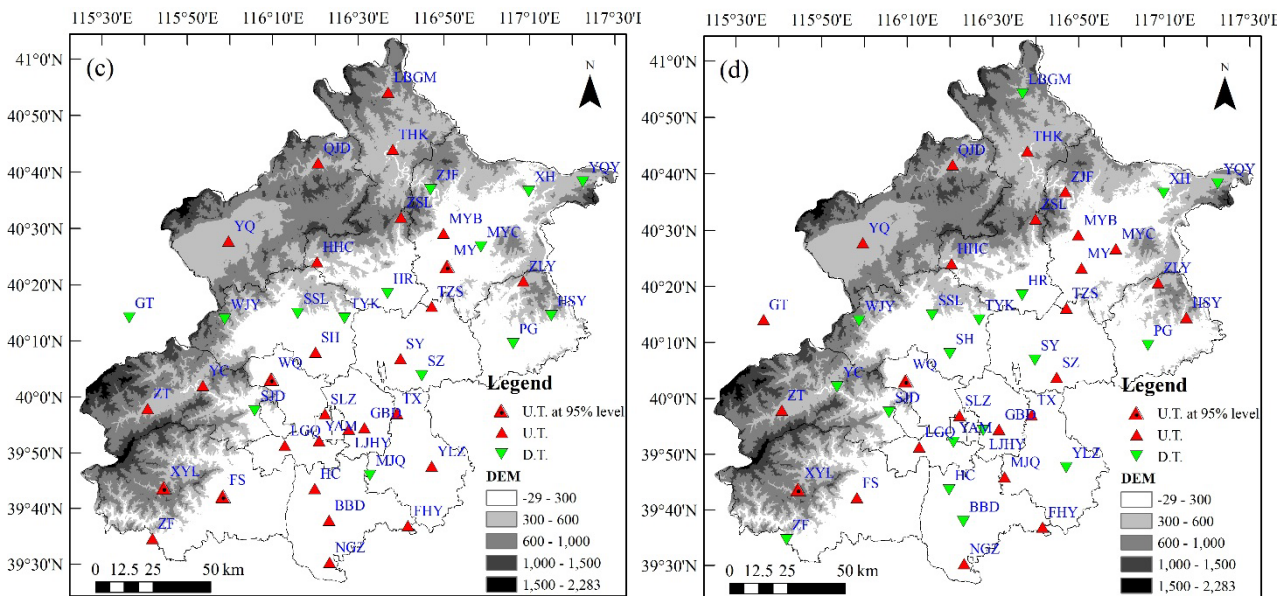 115°30'E 115°50'E 116°10'E 116°30'E 116°50'E 117°10'E 117°30'E
(c)
N
41°0'N
40°50'N
40°40'N
40°30'N
40°20'N
40°10'N
40°0'N
39°50'N
39°40'N
39°30'N
LBGM
THK
QJD
ZJF
XH
YQY
ZSL
YQ
MYB
MYC
HHC
MY
HR
ZLY
TZS
GT
WJY
SSL
TYK
HSY
SH
SY
PG
WQ
SZ
YC
ZT
SJD
SLZ
GBD
TX
YAM
LGQ
LJHY
YLZ
XYL
FS
HC
MJQ
BBD
FHY
ZF
NGZ
Legend
U.T. at 95% level
U.T.
D.T.
DEM
-29 - 300
300 - 600
600 - 1,000
1,000 - 1,500
1,500 - 2,283
0 12.5 25 50 km
115°30'E 115°50'E 116°10'E 116°30'E 116°50'E 117°10'E 117°30'E
(d)
N
41°0'N
40°50'N
40°40'N
40°30'N
40°20'N
40°10'N
40°0'N
39°50'N
39°40'N
39°30'N
LBGM
THK
QJD
ZJF
XH
YQY
ZSL
YQ
MYB
MYC
HHC
MY
HR
ZLY
TZS
GT
WJY
SSL
TYK
HSY
SH
SY
PG
WQ
SZ
YC
ZT
SJD
SLZ
GBD
TX
YAM
LGQ
LJHY
YLZ
XYL
FS
HC
MJQ
BBD
FHY
ZF
NGZ
Legend
U.T. at 95% level
U.T.
D.T.
DEM
-29 - 300
300 - 600
600 - 1,000
1,000 - 1,500
1,500 - 2,283
0 12.5 25 50 km